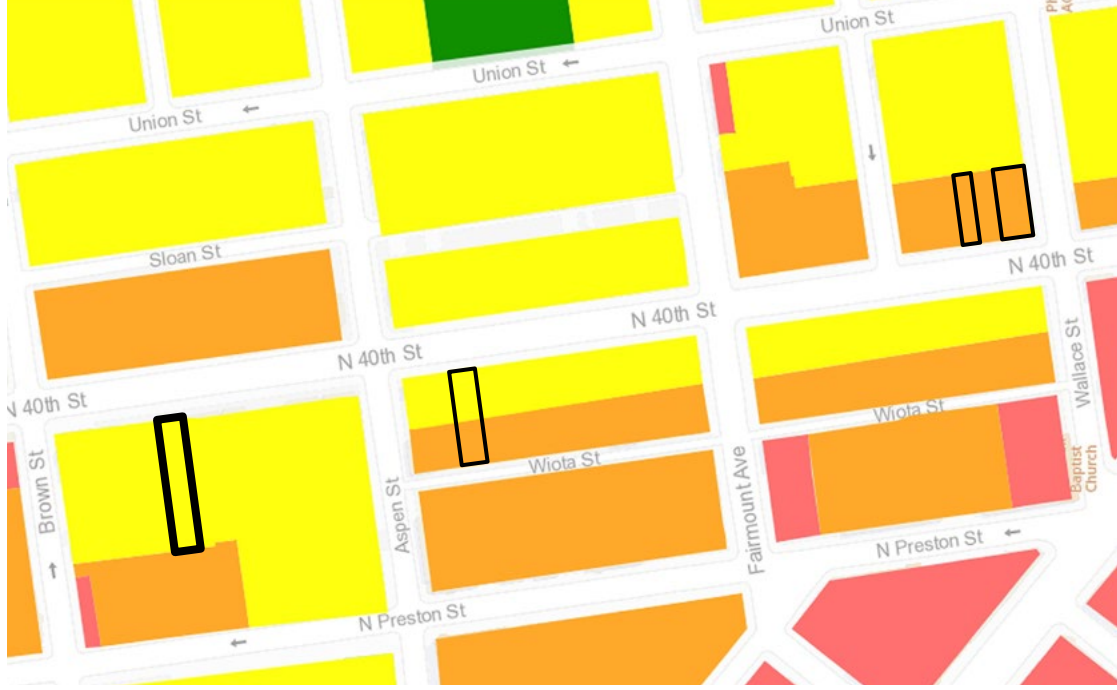 Union St
Union St
Union St
Sloan St
N 40th St
N 40th St
N 40th St
N 40th St
Brown St
Aspen St
Wiota St
Wiota St
Fairmount Ave
Wallace St
Baptist
Church
N Preston St
N Preston St